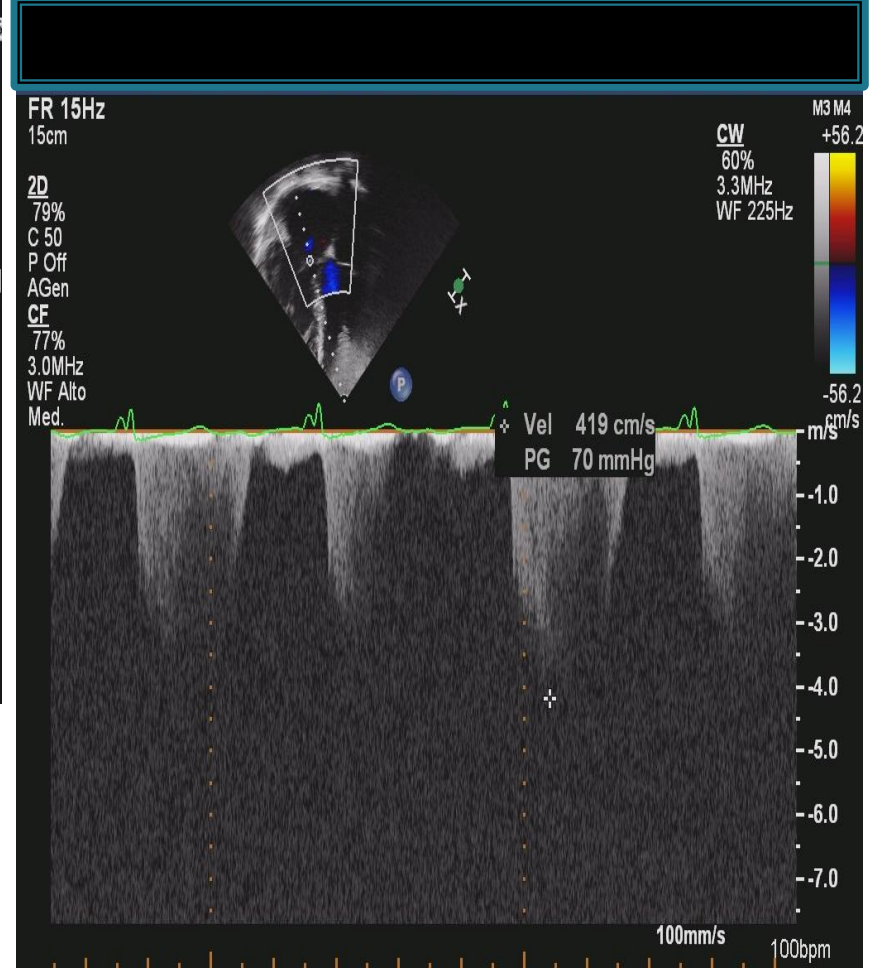 FR 15Hz
15cm
2D
79%
C 50
P Off
AGen
CF
77%
3.0MHz
WF Alto
Med.
M3 M4
+56.2
CW
60%
3.3MHz
WF 225Hz
-56.2
cm/s
P
Vel 419 cm/s
PG 70 mmHg
m/s
-1.0
-2.0
-3.0
-4.0
-5.0
-6.0
-7.0
100mm/s
100bpm